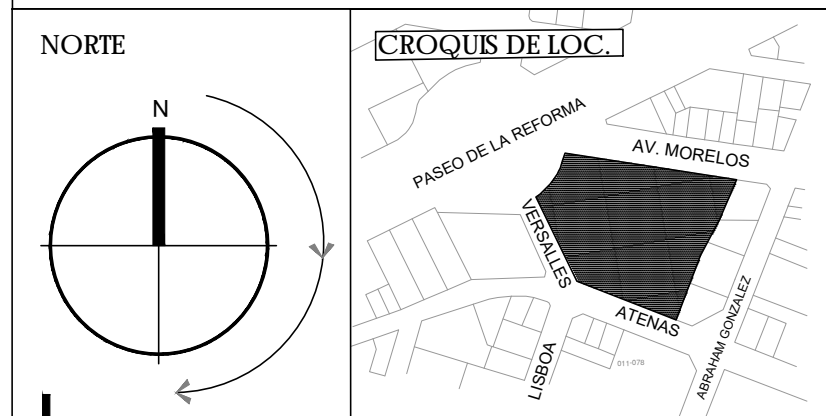 NORTE
N
CROQUIS DE LOC.
PASEO DE LA REFORMA
AV. MORELOS
VERSALLES
ATENAS
LISBOA
ABRAHAM GONZALEZ
011-078